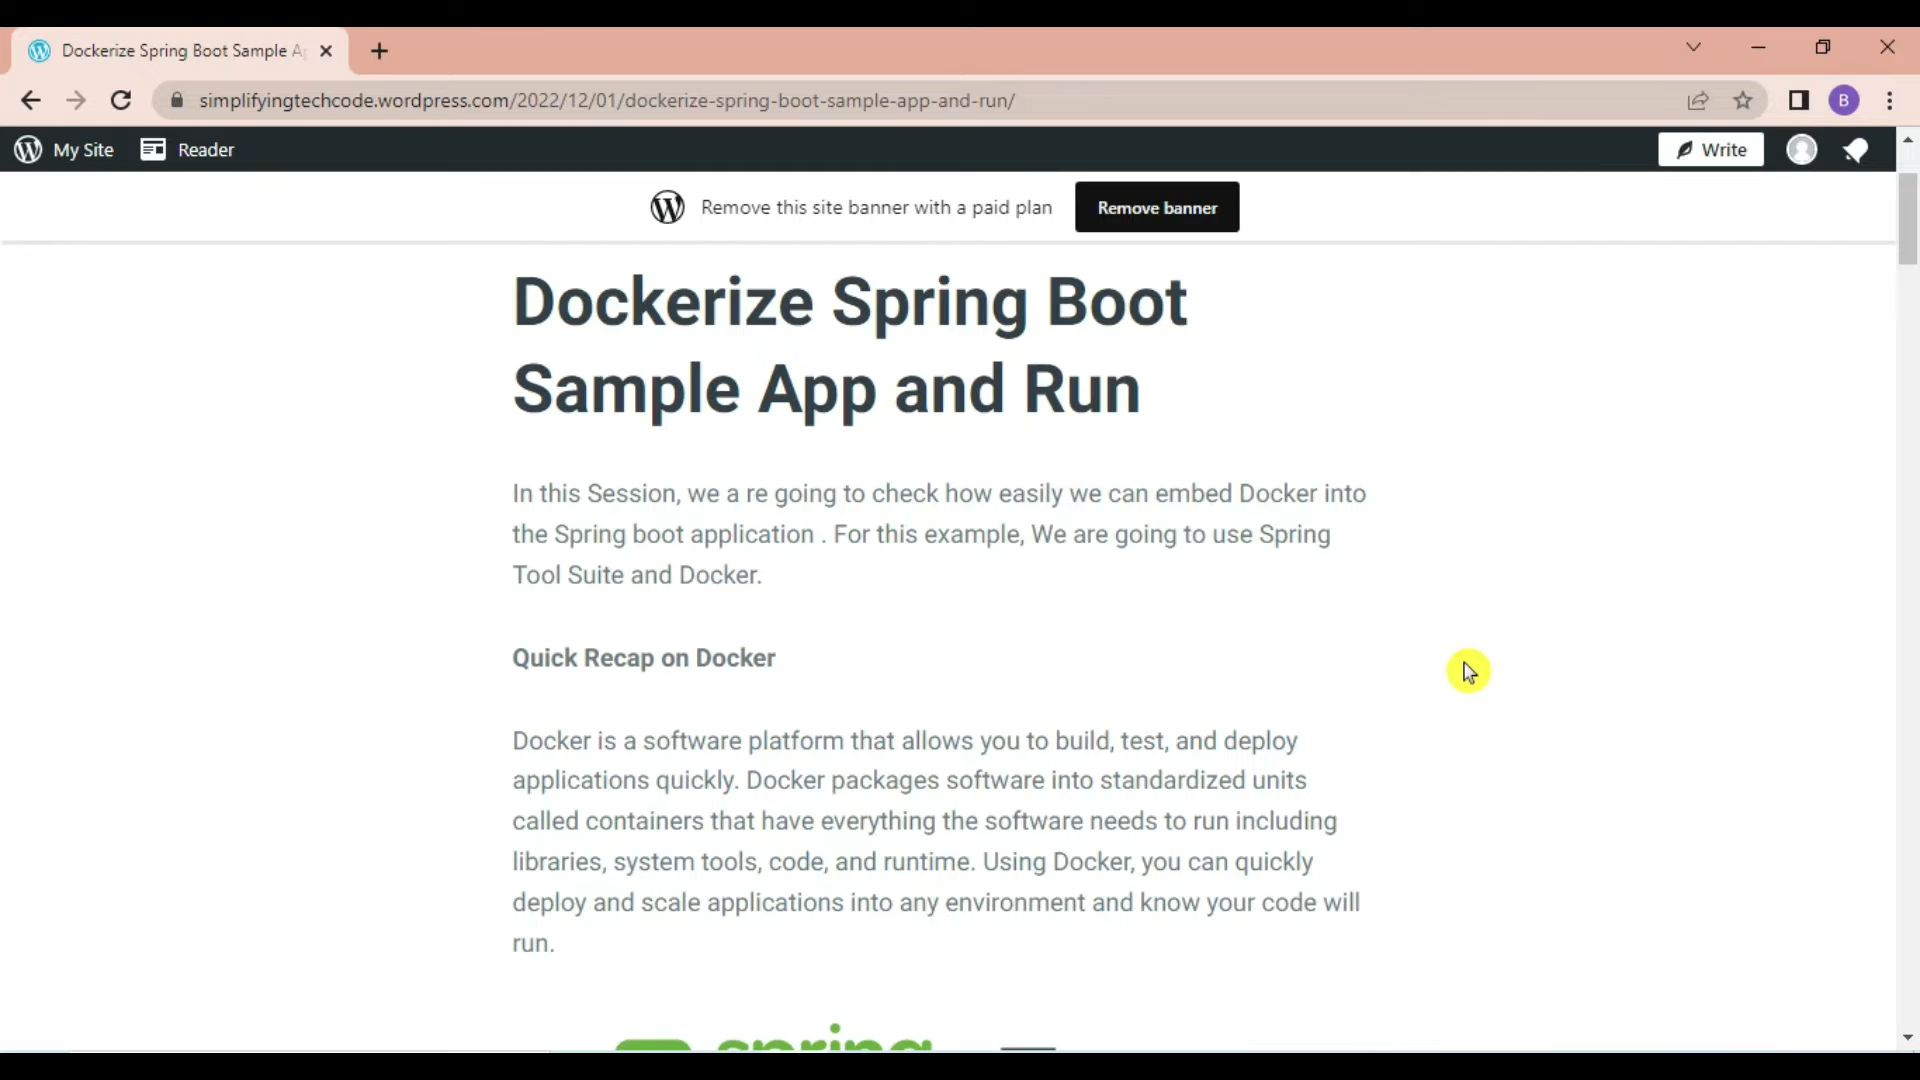 Dockerize Spring Boot Sample A
simplifyingtechcode.wordpress.com/2022/12/01/dockerize-spring-boot-sample-app-and-run/
B
My Site
Reader
Write
Remove this site banner with a paid plan
Remove banner
Dockerize Spring Boot
Sample App and Run
In this Session, we a re going to check how easily we can embed Docker into
the Spring boot application . For this example, We are going to use Spring
Tool Suite and Docker.
Quick Recap on Docker
Docker is a software platform that allows you to build, test, and deploy
applications quickly. Docker packages software into standardized units
called containers that have everything the software needs to run including
libraries, system tools, code, and runtime. Using Docker, you can quickly
deploy and scale applications into any environment and know your code will
run.
spring